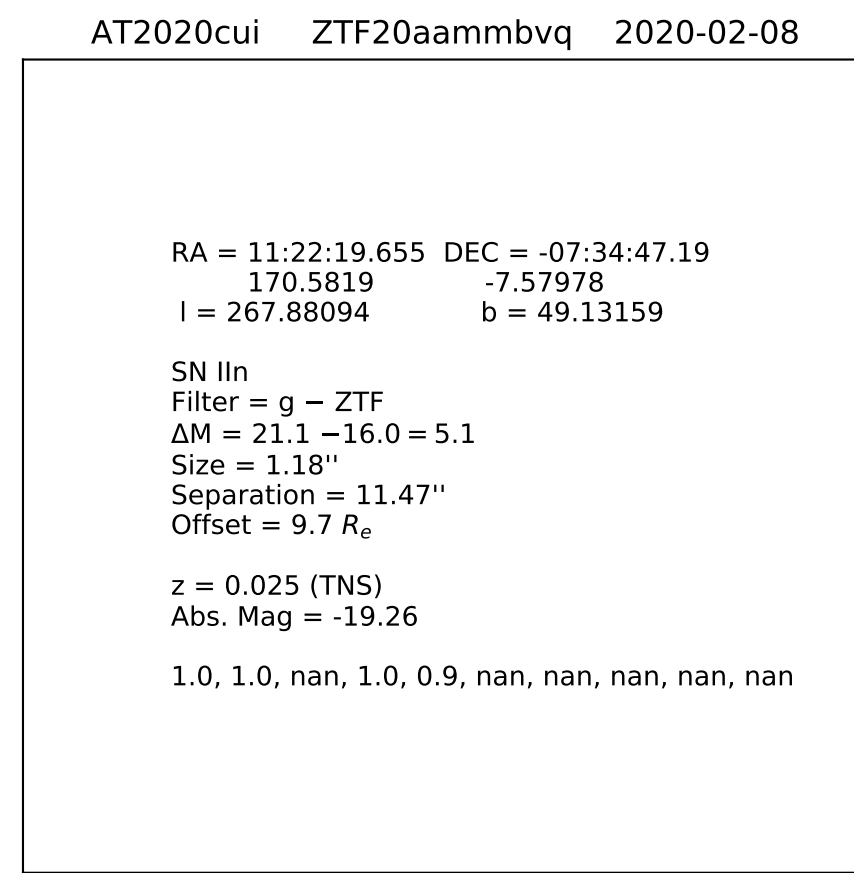 AT2020cui ZTF20aammbvq 2020-02-08
RA = 11:22:19.655 DEC = -07:34:47.19
170.5819 -7.57978
l = 267.88094 b = 49.13159
SN IIn
Filter = g − ZTF
ΔM = 21.1 −16.0 = 5.1
Size = 1.18''
Separation = 11.47''
Offset = 9.7 Rₑ
z = 0.025 (TNS)
Abs. Mag = -19.26
1.0, 1.0, nan, 1.0, 0.9, nan, nan, nan, nan, nan